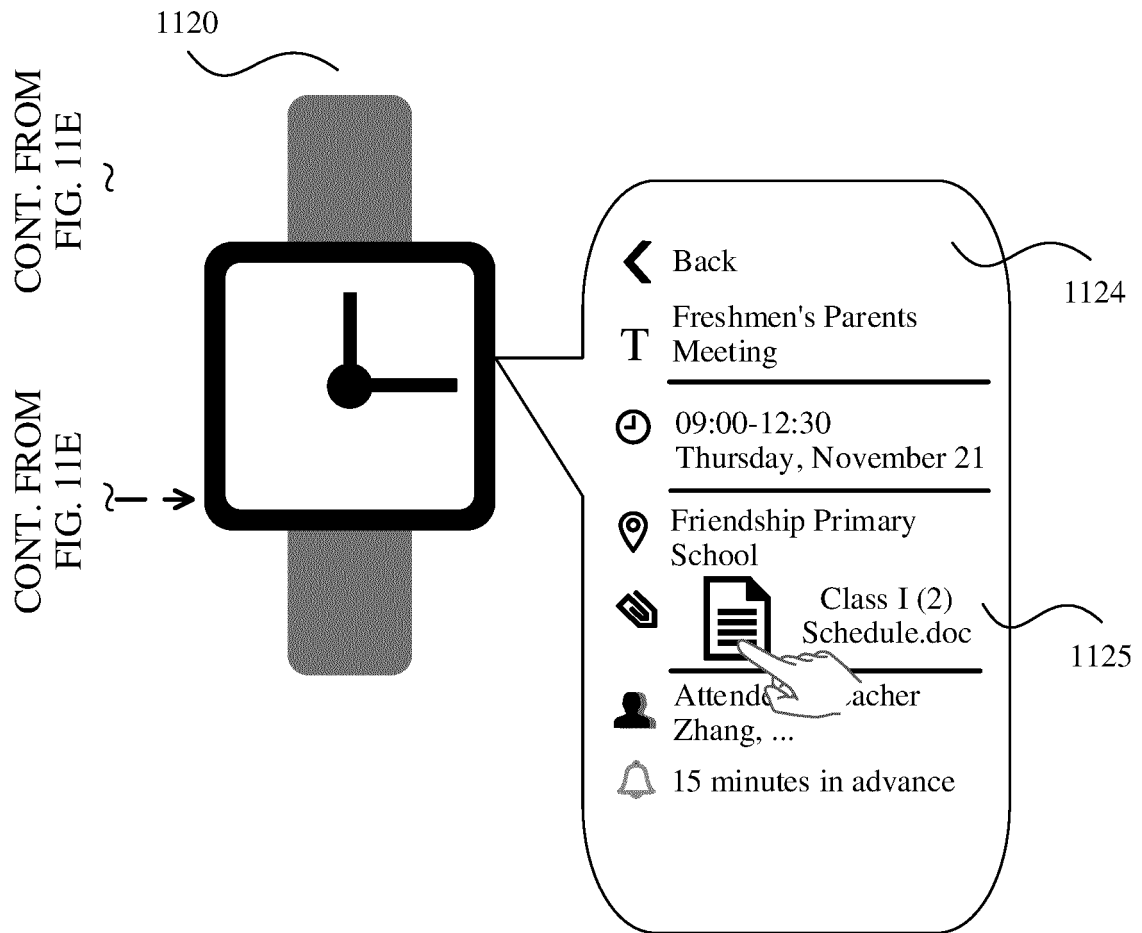 1120
CONT. FROM
FIG. 11E
CONT. FROM
FIG. 11E
Back
1124
T
Freshmen's Parents
Meeting
09:00-12:30
Thursday, November 21
Friendship Primary
School
Class I (2)
Schedule.doc
1125
Zhang, ...
15 minutes in advance